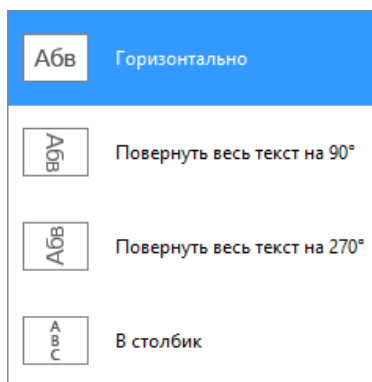 Абв Горизонтально
Абв Повернуть весь текст на 90°
Абв Повернуть весь текст на 270°
A
B
C
В столбик